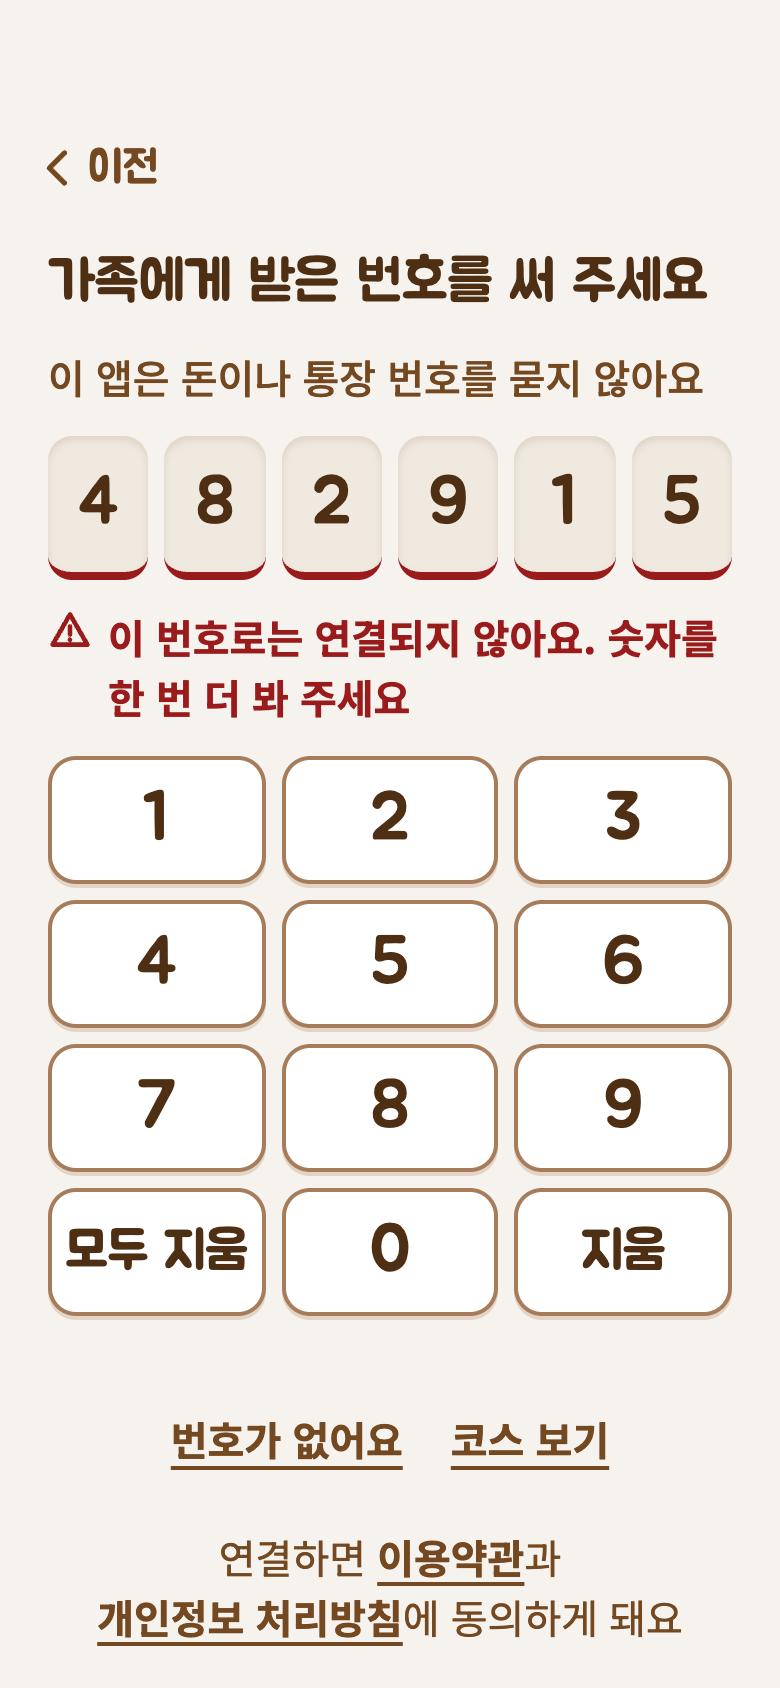 이전
가족에게 받은 번호를 써 주세요
이 앱은 돈이나 통장 번호를 묻지 않아요
4 8 2 9 1 5
이 번호로는 연결되지 않아요. 숫자를
한 번 더 봐 주세요
1 2 3
4 5 6
7 8 9
모두 지움 0 지움
번호가 없어요 코스 보기
연결하면 이용약관과
개인정보 처리방침에 동의하게 돼요